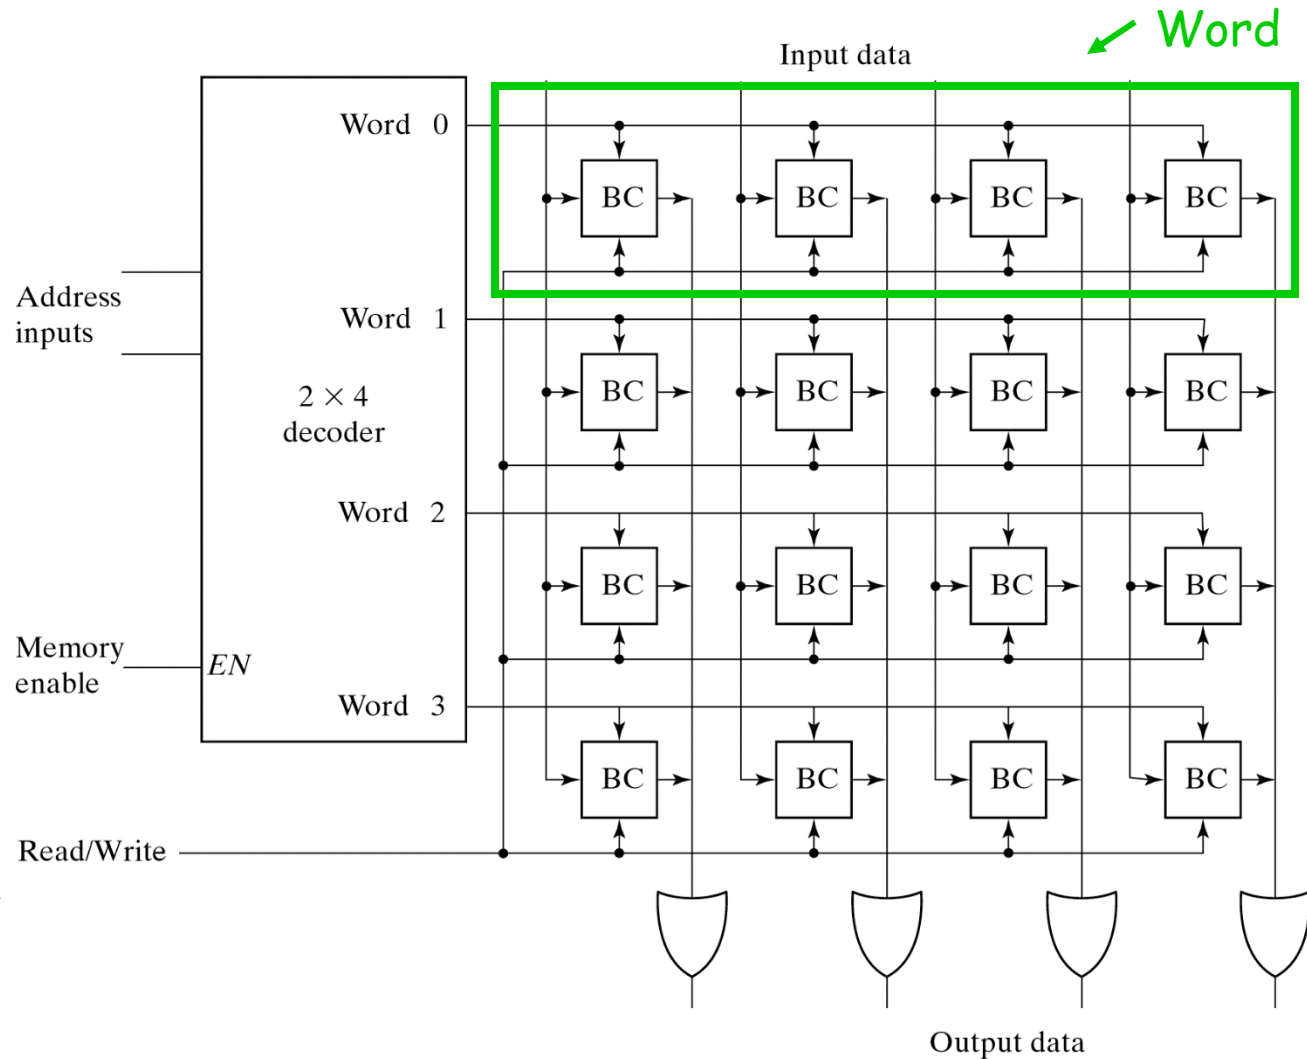 Word
Input data
Word 0
BC BC BC BC
Address
inputs
Word 1
BC BC BC BC
2 × 4
decoder
Word 2
BC BC BC BC
Memory
enable
EN
Word 3
BC BC BC BC
Read/Write
Output data